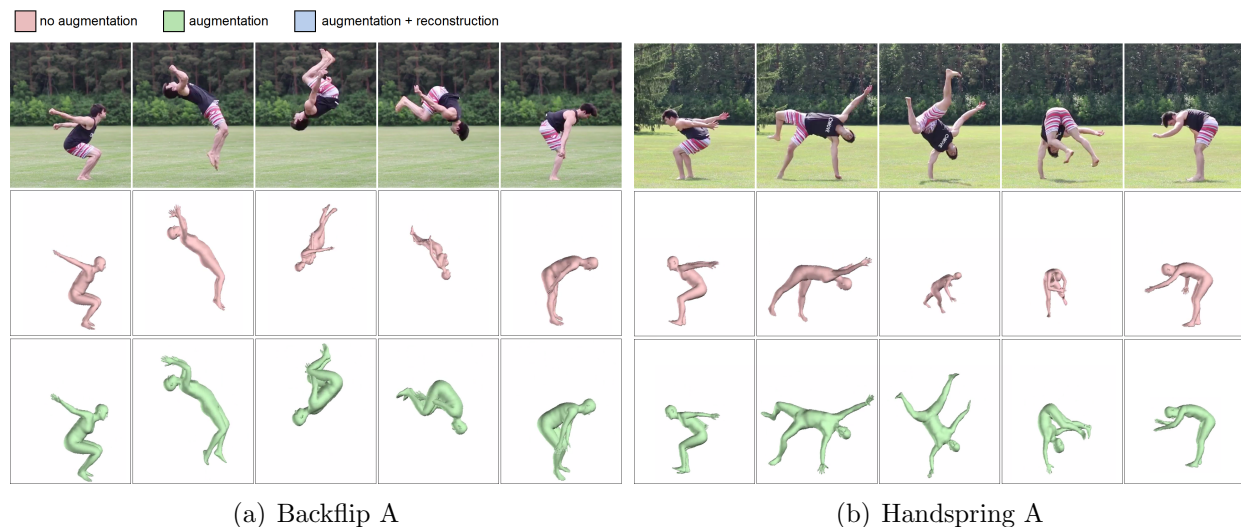 no augmentation augmentation augmentation + reconstruction
(a) Backflip A (b) Handspring A